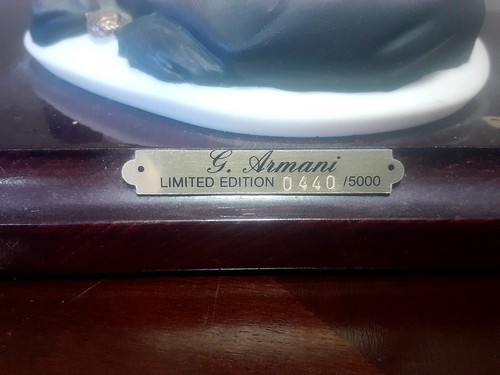 G. Armani
LIMITED EDITION 0440 /5000